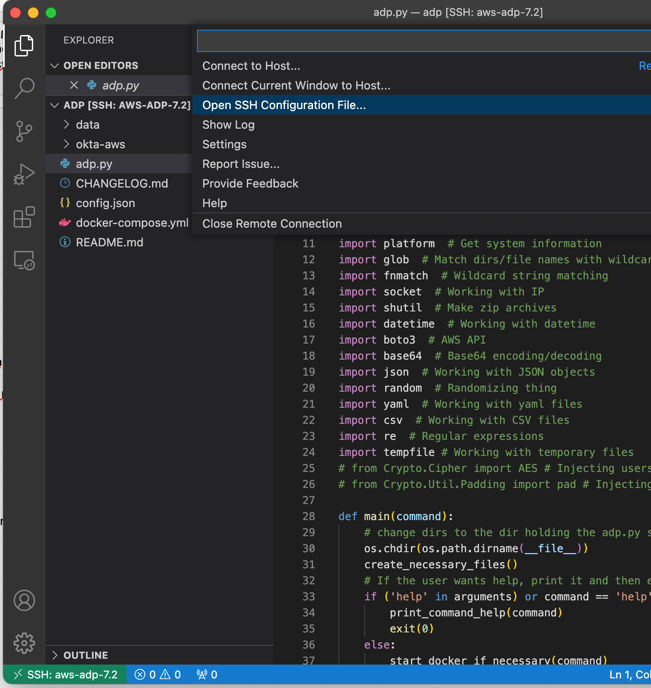 adp.py — adp [SSH: aws-adp-7.2]
EXPLORER
OPEN EDITORS
adp.py
ADP [SSH: AWS-ADP-7.2]
data
okta-aws
adp.py
CHANGELOG.md
config.json
docker-compose.yml
README.md
OUTLINE
Connect to Host...
Re
Connect Current Window to Host...
Open SSH Configuration File...
Show Log
Settings
Report Issue...
Provide Feedback
Help
Close Remote Connection
11 import platform  # Get system information
12 import glob  # Match dirs/file names with wildcar
13 import fnmatch  # Wildcard string matching
14 import socket  # Working with IP
15 import shutil  # Make zip archives
16 import datetime  # Working with datetime
17 import boto3  # AWS API
18 import base64  # Base64 encoding/decoding
19 import json  # Working with JSON objects
20 import random  # Randomizing thing
21 import yaml  # Working with yaml files
22 import csv  # Working with CSV files
23 import re  # Regular expressions
24 import tempfile # Working with temporary files
25 # from Crypto.Cipher import AES # Injecting users
26 # from Crypto.Util.Padding import pad # Injecting
27
28 def main(command):
29 # change dirs to the dir holding the adp.py s
30 os.chdir(os.path.dirname(__file__))
31 create_necessary_files()
32 # If the user wants help, print it and then e
33 if ('help' in arguments) or command == 'help'
34 print_command_help(command)
35 exit(0)
36 else:
37 start_docker_if_necessary(command)
SSH: aws-adp-7.2
0 0
0
Ln 1, Col